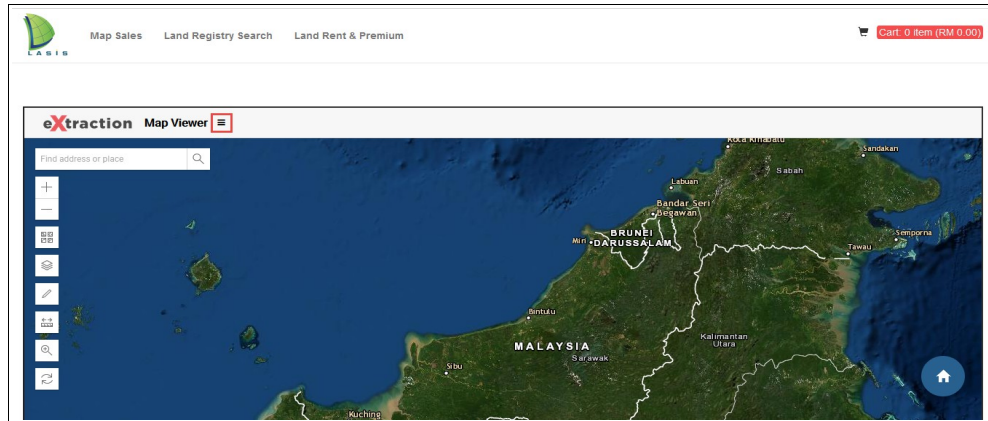 LASIS
Map Sales Land Registry Search Land Rent & Premium
Cart: 0 item (RM 0.00)
eXtraction Map Viewer
Find address or place
Kota Kinabalu
Sandakan
Sabah
Labuan
Bandar Seri
Begawan
Semporna
BRUNEI
Miri DARUSSALAM
Tawau
Bintulu
Kalimantan
Utara
MALAYSIA
Sarawak
Sibu
Kuching